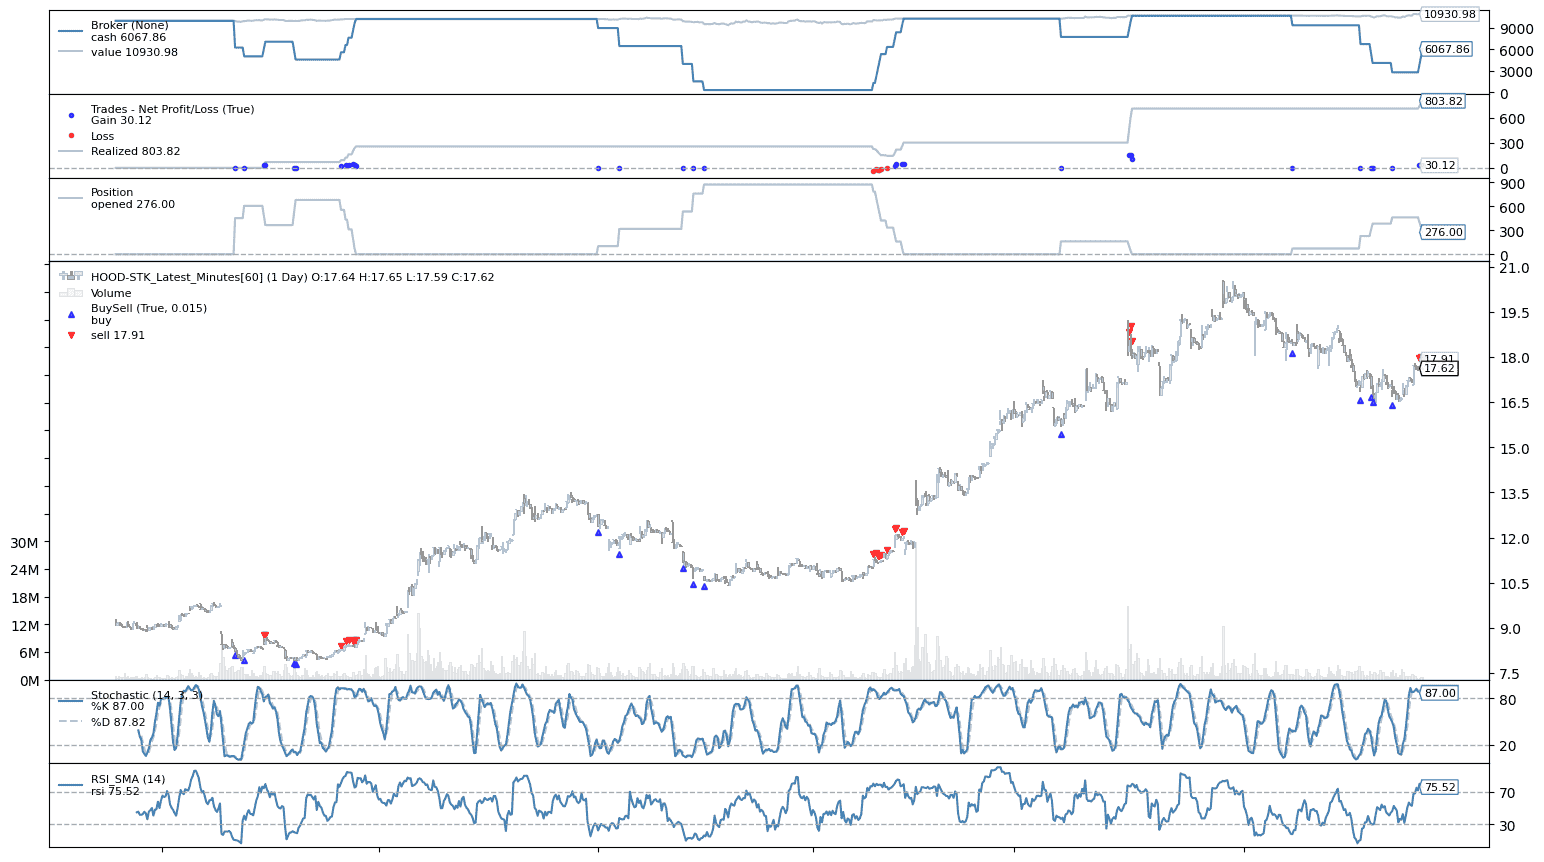 Broker (None)
cash 6067.86
value 10930.98
10930.98
9000
6067.86
6000
3000
0
Trades - Net Profit/Loss (True)
Gain 30.12
Loss
Realized 803.82
803.82
600
300
30.12
0
Position
opened 276.00
900
600
300
276.00
0
HOOD-STK_Latest_Minutes[60] (1 Day) O:17.64 H:17.65 L:17.59 C:17.62
Volume
BuySell (True, 0.015)
buy
sell 17.91
21.0
19.5
18.0
17.91
17.62
16.5
15.0
13.5
12.0
10.5
9.0
7.5
30M
24M
18M
12M
6M
0M
Stochastic (14, 3, 3)
%K 87.00
%D 87.82
87.00
80
20
RSI_SMA (14)
rsi 75.52
75.52
70
30